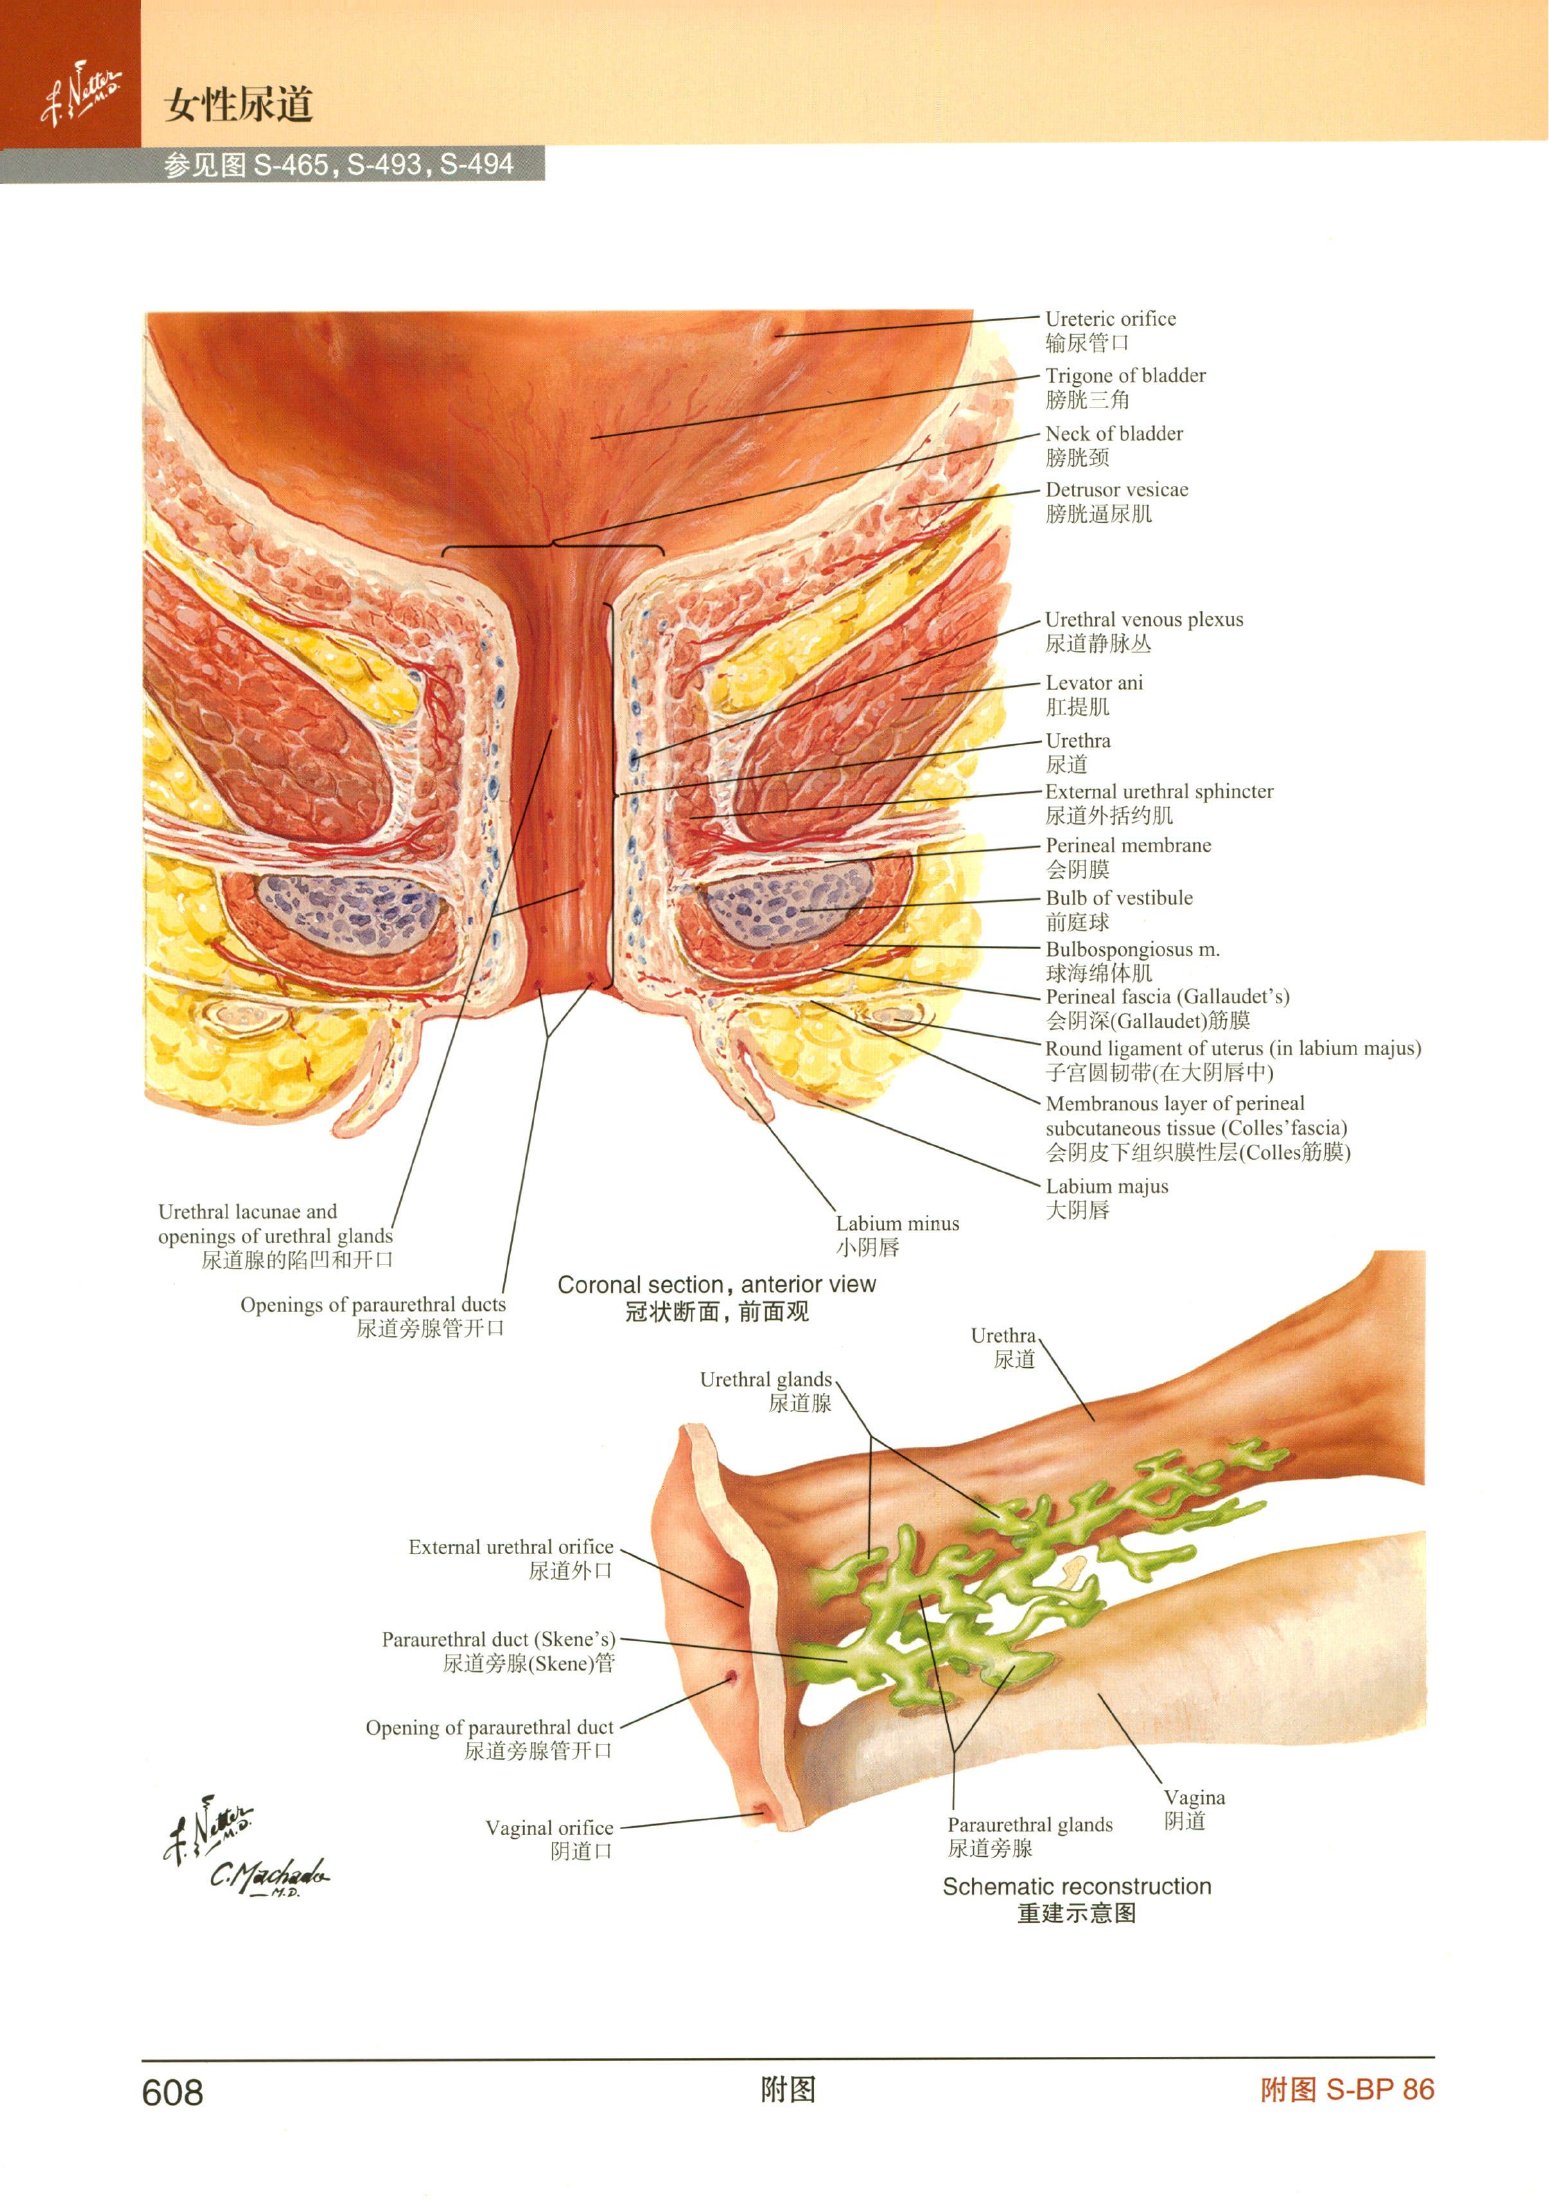 F. Netter
M.D.
女性尿道
参见图 S-465, S-493, S-494
Ureteric orifice
输尿管口
Trigone of bladder
膀胱三角
Neck of bladder
膀胱颈
Detrusor vesicae
膀胱逼尿肌
Urethral venous plexus
尿道静脉丛
Levator ani
肛提肌
Urethra
尿道
External urethral sphincter
尿道外括约肌
Perineal membrane
会阴膜
Bulb of vestibule
前庭球
Bulbospongiosus m.
球海绵体肌
Perineal fascia (Gallaudet's)
会阴深(Gallaudet)筋膜
Round ligament of uterus (in labium majus)
子宫圆韧带(在大阴唇中)
Membranous layer of perineal
subcutaneous tissue (Colles'fascia)
会阴皮下组织膜性层(Colles筋膜)
Labium majus
大阴唇
Labium minus
小阴唇
Urethral lacunae and
openings of urethral glands
尿道腺的陷凹和开口
Openings of paraurethral ducts
尿道旁腺管开口
Coronal section, anterior view
冠状断面, 前面观
Urethra
尿道
Urethral glands
尿道腺
External urethral orifice
尿道外口
Paraurethral duct (Skene's)
尿道旁腺(Skene)管
Opening of paraurethral duct
尿道旁腺管开口
Vaginal orifice
阴道口
Vagina
阴道
Paraurethral glands
尿道旁腺
Schematic reconstruction
重建示意图
F. Netter
M.D.
C. Machado
M.D.
608
附图
附图 S-BP 86